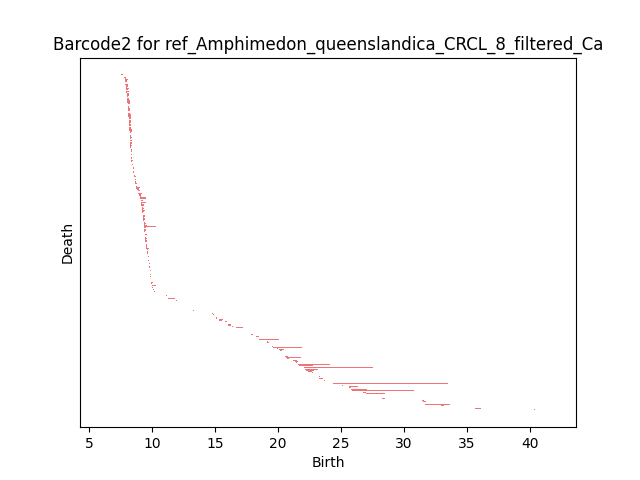 Barcode2 for ref_Amphimedon_queenslandica_CRCL_8_filtered_Ca
Death
5 10 15 20 25 30 35 40
Birth